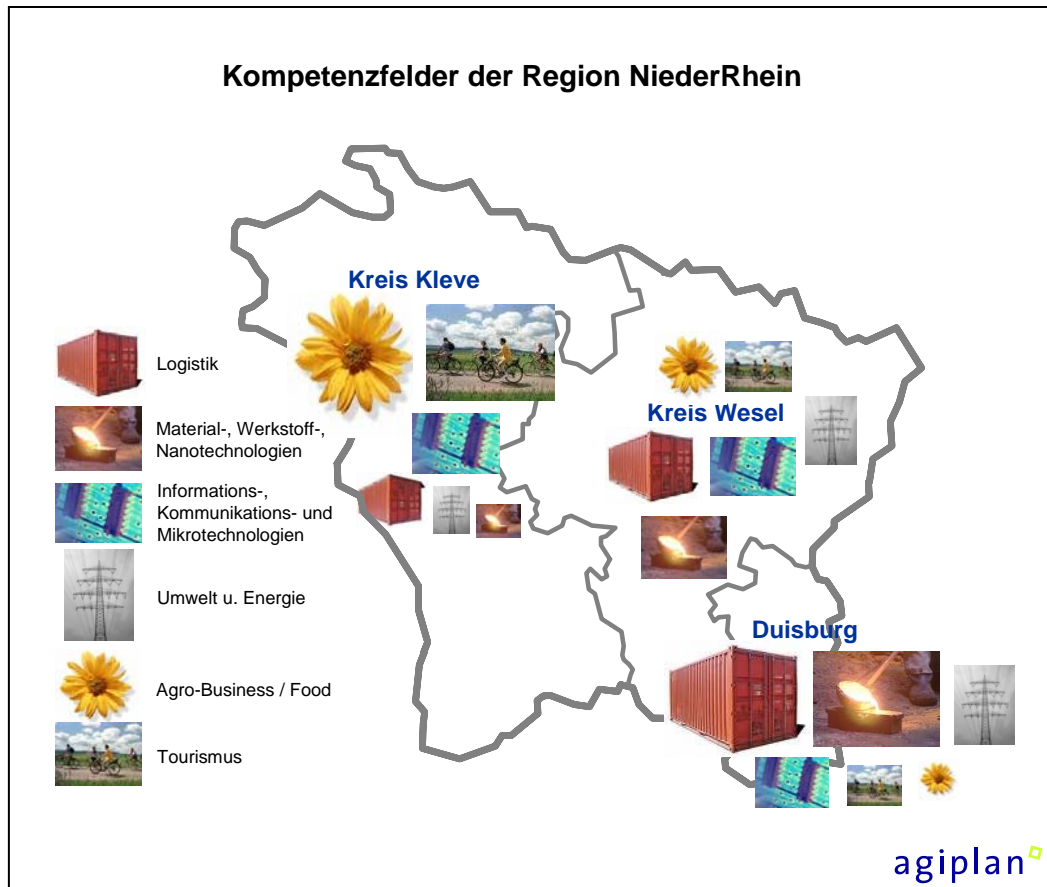 Kompetenzfelder der Region NiederRhein
Kreis Kleve
Logistik
Kreis Wesel
Material-, Werkstoff-,
Nanotechnologien
Informations-,
Kommunikations- und
Mikrotechnologien
Umwelt u. Energie
Duisburg
Agro-Business / Food
Tourismus
agiplan